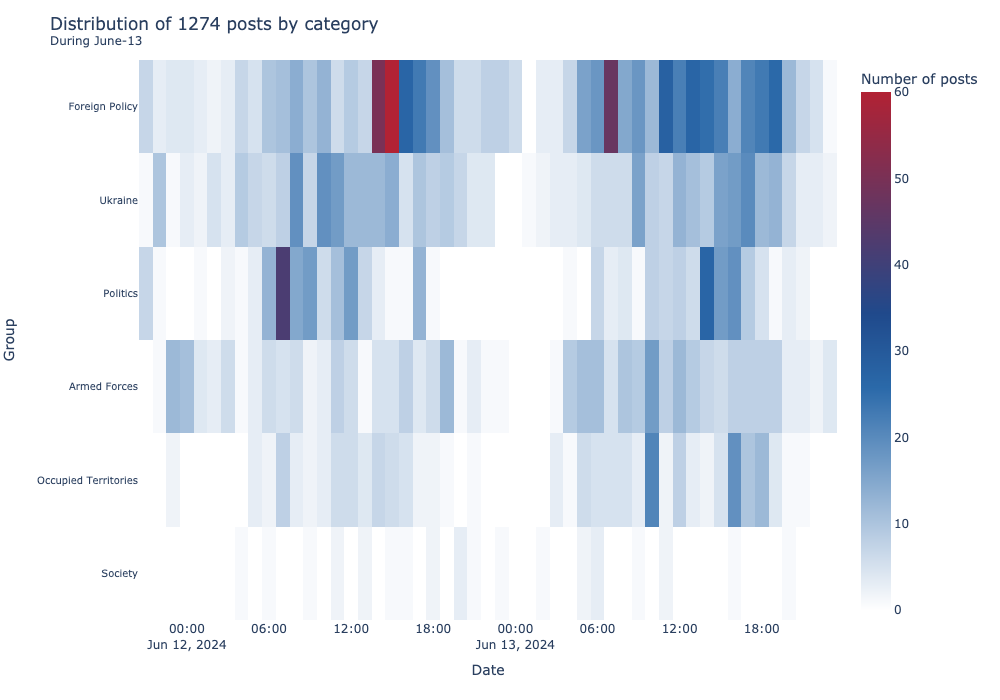 Distribution of 1274 posts by category
During June-13
Number of posts
60
50
40
30
20
10
0
Group
Foreign Policy
Ukraine
Politics
Armed Forces
Occupied Territories
Society
00:00 06:00 12:00 18:00 00:00 06:00 12:00 18:00
Jun 12, 2024 Jun 13, 2024
Date